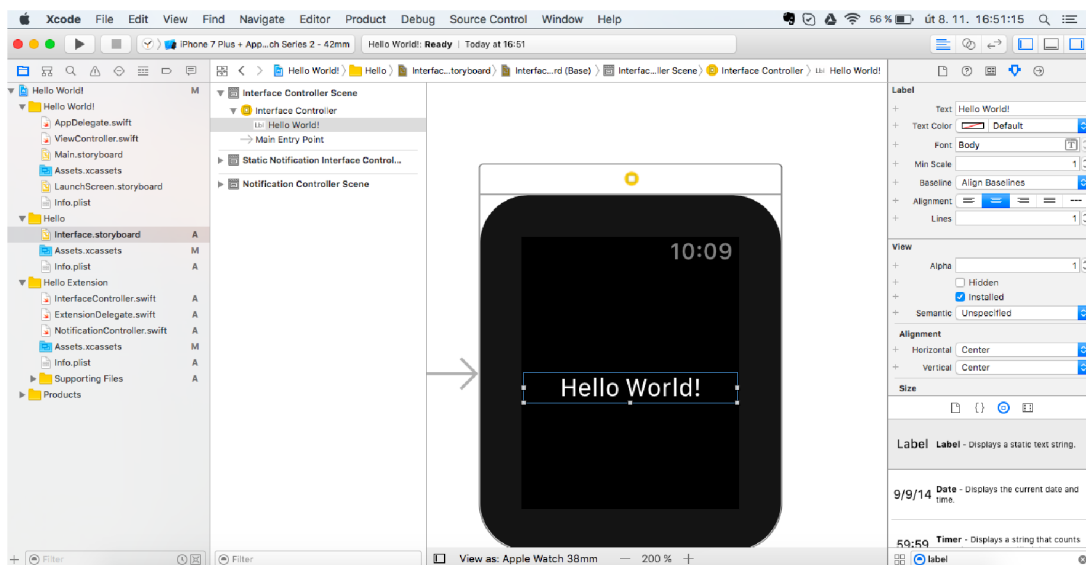 Xcode File Edit View Find Navigate Editor Product Debug Source Control Window Help 56 % út 8. 11. 16:51:15
iPhone 7 Plus + App...ch Series 2 - 42mm Hello World!: Ready | Today at 16:51
Hello World! Hello Interfac...toryboard Interfac...rd (Base) Interfac...ller Scene Interface Controller Lbl Hello World!
Hello World! M
Hello World!
AppDelegate.swift
ViewController.swift
Main.storyboard
Assets.xcassets
LaunchScreen.storyboard
Info.plist
Hello
Interface.storyboard A
Assets.xcassets M
Info.plist A
Hello Extension
InterfaceController.swift A
ExtensionDelegate.swift A
NotificationController.swift A
Assets.xcassets M
Info.plist A
Supporting Files A
Products
Filter
Interface Controller Scene
Interface Controller
Lbl Hello World!
Main Entry Point
Static Notification Interface Control...
Notification Controller Scene
Filter
10:09
Hello World!
View as: Apple Watch 38mm — 200 % +
Label
+ Text Hello World!
+ Text Color Default
+ Font Body T
+ Min Scale 1
+ Baseline Align Baselines
+ Alignment
+ Lines 1
View
+ Alpha 1
+ Hidden
+ Installed
+ Semantic Unspecified
Alignment
+ Horizontal Center
+ Vertical Center
Size
{}
Label Label - Displays a static text string.
9/9/14 Date - Displays the current date and
time.
59:59 Timer - Displays a string that counts
label